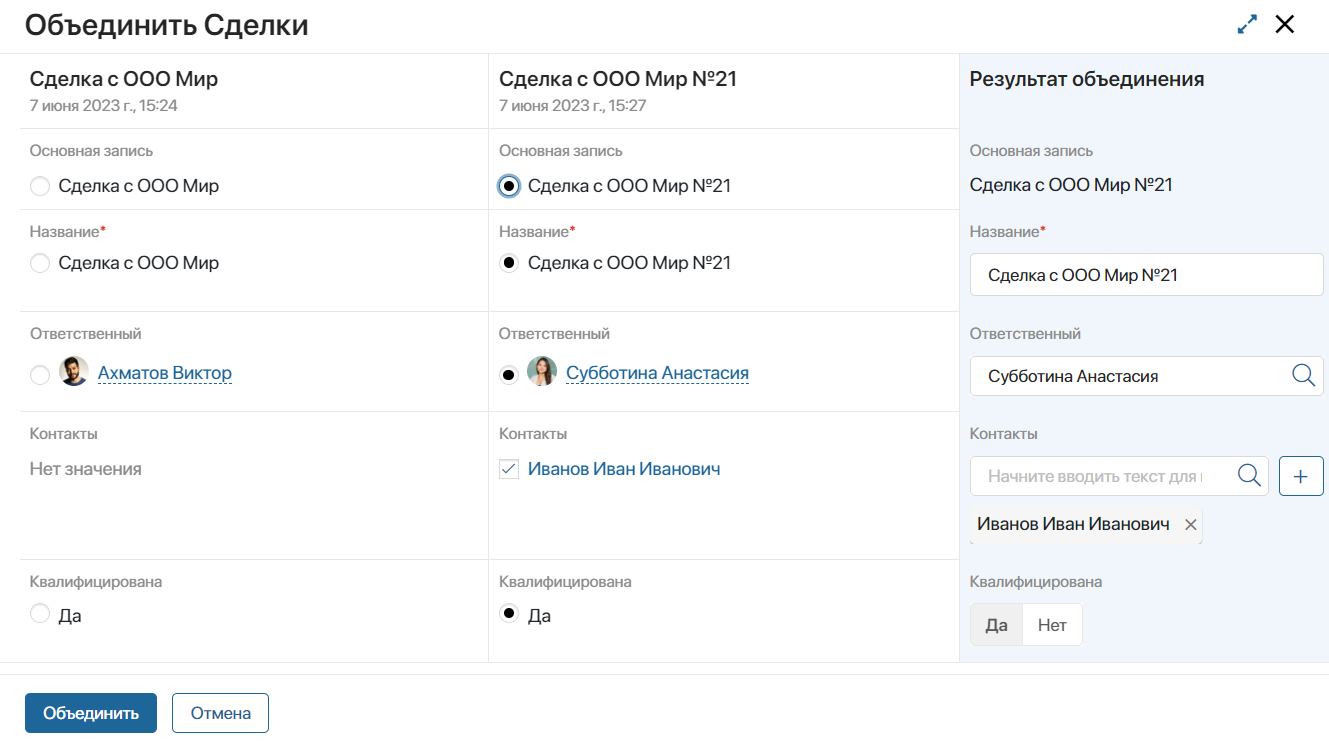 Объединить Сделки
Сделка с ООО Мир
7 июня 2023 г., 15:24
Основная запись
Сделка с ООО Мир
Название*
Сделка с ООО Мир
Ответственный
Ахматов Виктор
Контакты
Нет значения
Квалифицирована
Да
Сделка с ООО Мир №21
7 июня 2023 г., 15:27
Основная запись
Сделка с ООО Мир №21
Название*
Сделка с ООО Мир №21
Ответственный
Субботина Анастасия
Контакты
Иванов Иван Иванович
Квалифицирована
Да
Результат объединения
Основная запись
Сделка с ООО Мир №21
Название*
Сделка с ООО Мир №21
Ответственный
Субботина Анастасия
Контакты
Начните вводить текст для
Иванов Иван Иванович
Квалифицирована
Да Нет
Объединить Отмена